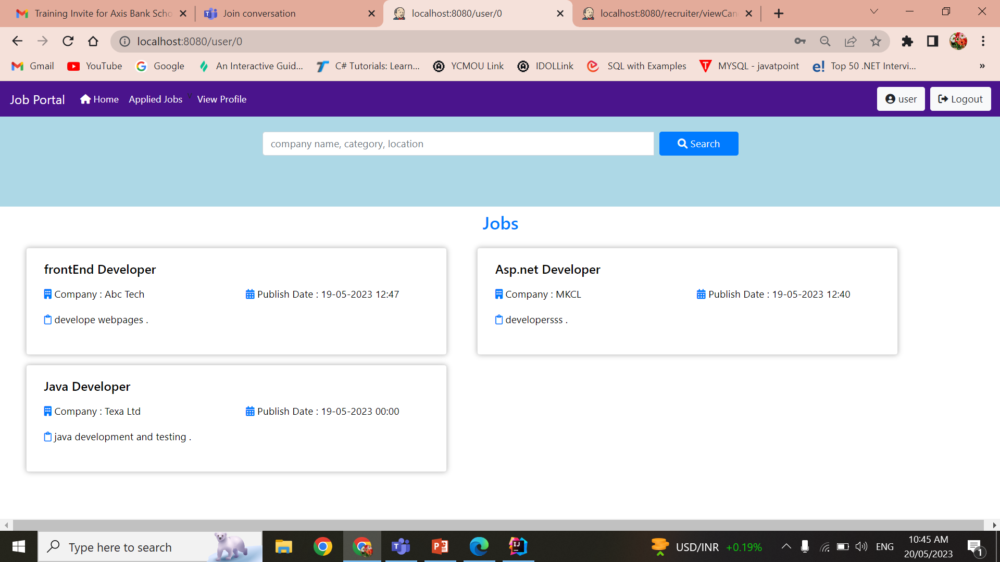 Training Invite for Axis Bank Scho
Join conversation
localhost:8080/user/0
localhost:8080/recruiter/viewCan
localhost:8080/user/0
Gmail
YouTube
Google
An Interactive Guid...
C# Tutorials: Learn...
YCMOU Link
IDOLLink
SQL with Examples
MYSQL - javatpoint
Top 50 .NET Intervi...
»
Job Portal
Home
Applied Jobs
v
View Profile
user
Logout
company name, category, location
Search
Jobs
frontEnd Developer
Company : Abc Tech
Publish Date : 19-05-2023 12:47
develope webpages .
Asp.net Developer
Company : MKCL
Publish Date : 19-05-2023 12:40
developersss .
Java Developer
Company : Texa Ltd
Publish Date : 19-05-2023 00:00
java development and testing .
Type here to search
USD/INR +0.19%
ENG
10:45 AM
20/05/2023
1